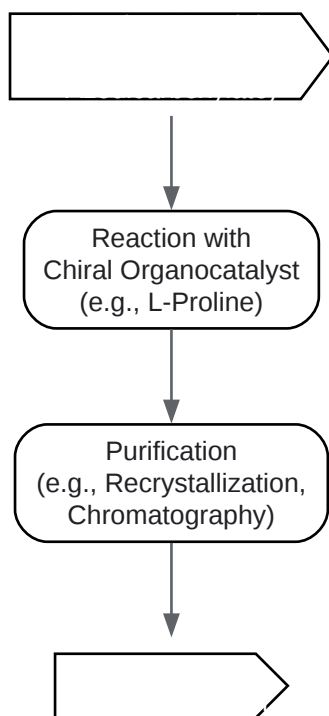 Reaction with
Chiral Organocatalyst
(e.g., L-Proline)
Purification
(e.g., Recrystallization,
Chromatography)